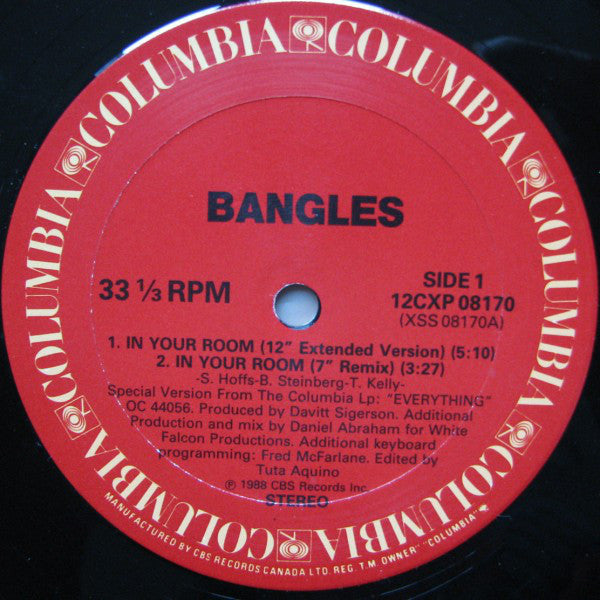 COLUMBIA COLUMBIA COLUMBIA COLUMBIA COLUMBIA COLUMBIA COLUMBIA
BANGLES
33 ⅓ RPM
SIDE 1
12CXP 08170
(XSS 08170A)
1. IN YOUR ROOM (12" Extended Version) (5:10)
2. IN YOUR ROOM (7" Remix) (3:27)
-S. Hoffs-B. Steinberg-T. Kelly-
Special Version From The Columbia Lp: "EVERYTHING"
OC 44056. Produced by Davitt Sigerson. Additional
Production and mix by Daniel Abraham for White
Falcon Productions. Additional keyboard
programming: Fred McFarlane. Edited by
Tuta Aquino
℗ 1988 CBS Records Inc.
STEREO
MANUFACTURED BY CBS RECORDS CANADA LTD. REG. T.M. OWNER "COLUMBIA"